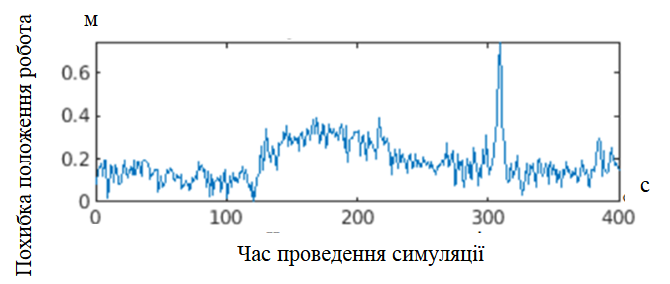 м
Похибка положення робота
0.6
0.4
0.2
0
0 100 200 300 400
с
Час проведення симуляції